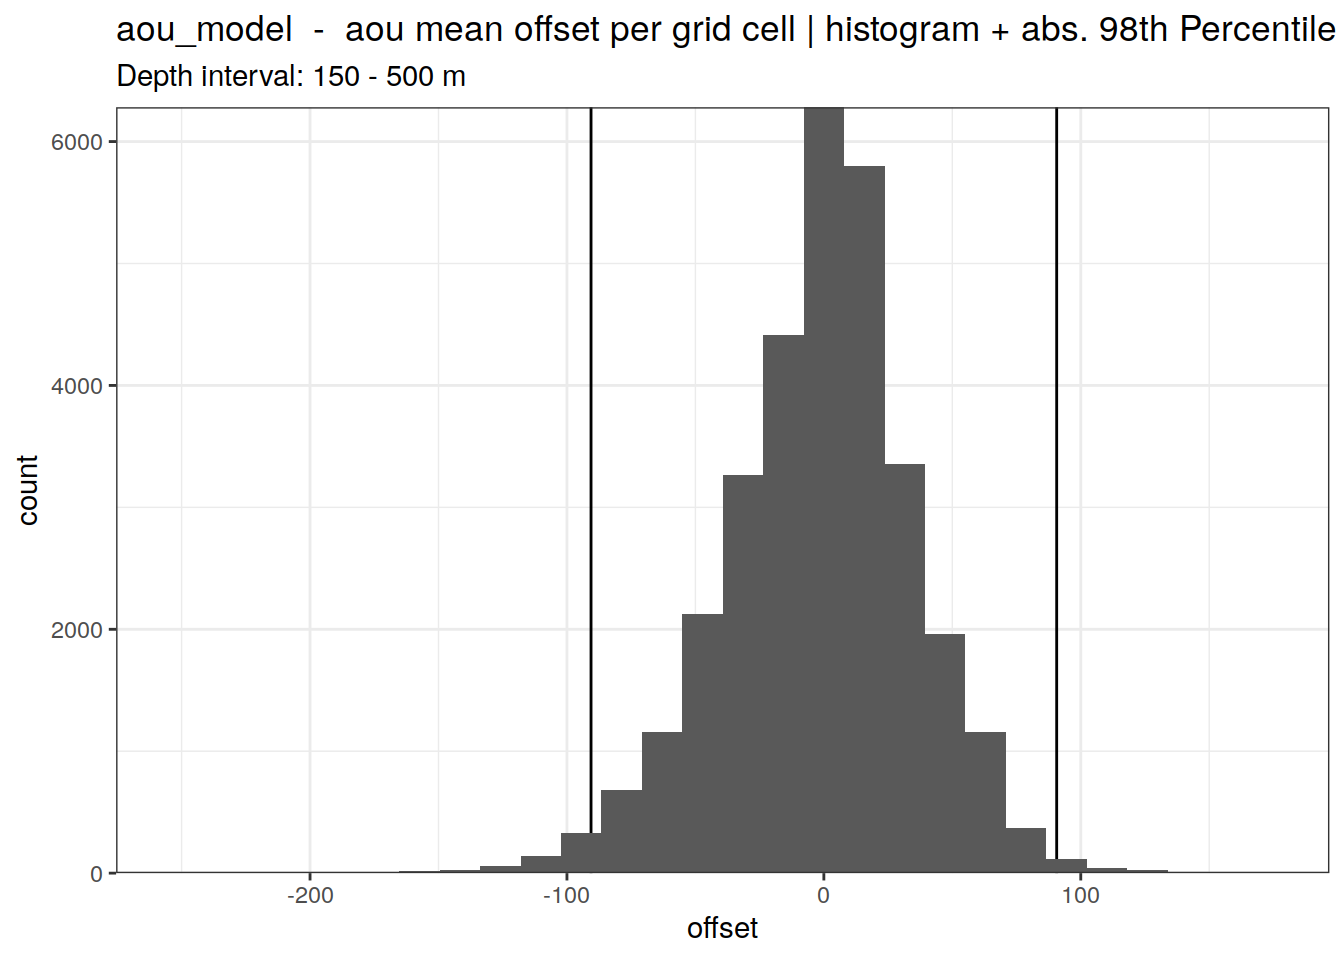 aou_model  -  aou mean offset per grid cell | histogram + abs. 98th Percentile
Depth interval: 150 - 500 m
6000
4000
2000
0
count
-200
-100
0
100
offset